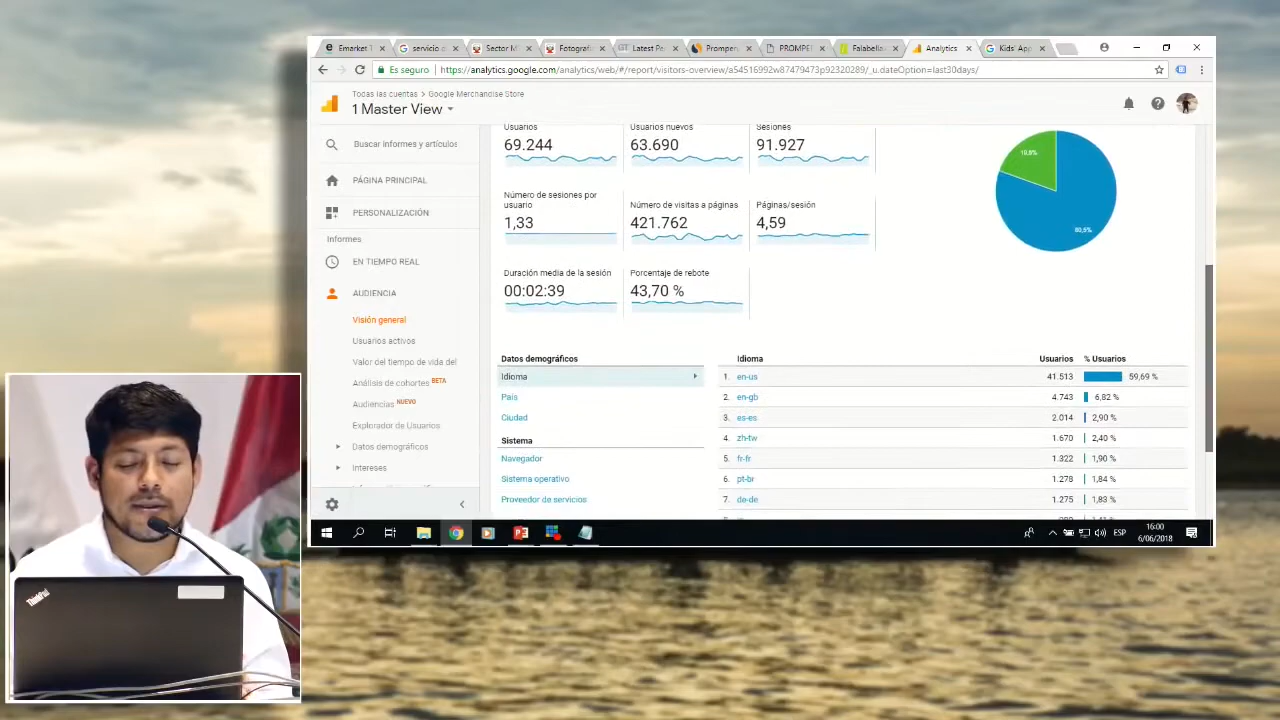 Emarket T
servicio o
Sector M
Fotografi
Latest Pe
Promper
PROMPE
Falabella
Analytics
Kids' App
Es seguro
https://analytics.google.com/analytics/web/#/report/visitors-overview/a54516992w87479473p92320289/_u.dateOption=last30days/
Todas las cuentas > Google Merchandise Store
1 Master View
Buscar informes y artículos
PÁGINA PRINCIPAL
PERSONALIZACIÓN
Informes
EN TIEMPO REAL
AUDIENCIA
Visión general
Usuarios activos
Valor del tiempo de vida del
Análisis de cohortes BETA
Audiencias NUEVO
Explorador de Usuarios
Datos demográficos
Intereses
Usuarios
69.244
Usuarios nuevos
63.690
Sesiones
91.927
Número de sesiones por
usuario
1,33
Número de visitas a páginas
421.762
Páginas/sesión
4,59
Duración media de la sesión
00:02:39
Porcentaje de rebote
43,70 %
Datos demográficos
Idioma
País
Ciudad
Sistema
Navegador
Sistema operativo
Proveedor de servicios
Idioma Usuarios % Usuarios
1. en-us 41.513 59,69 %
2. en-gb 4.743 6,82 %
3. es-es 2.014 2,90 %
4. zh-tw 1.670 2,40 %
5. fr-fr 1.322 1,90 %
6. pt-br 1.278 1,84 %
7. de-de 1.275 1,83 %
ESP
16:00
6/06/2018
ThinkPad